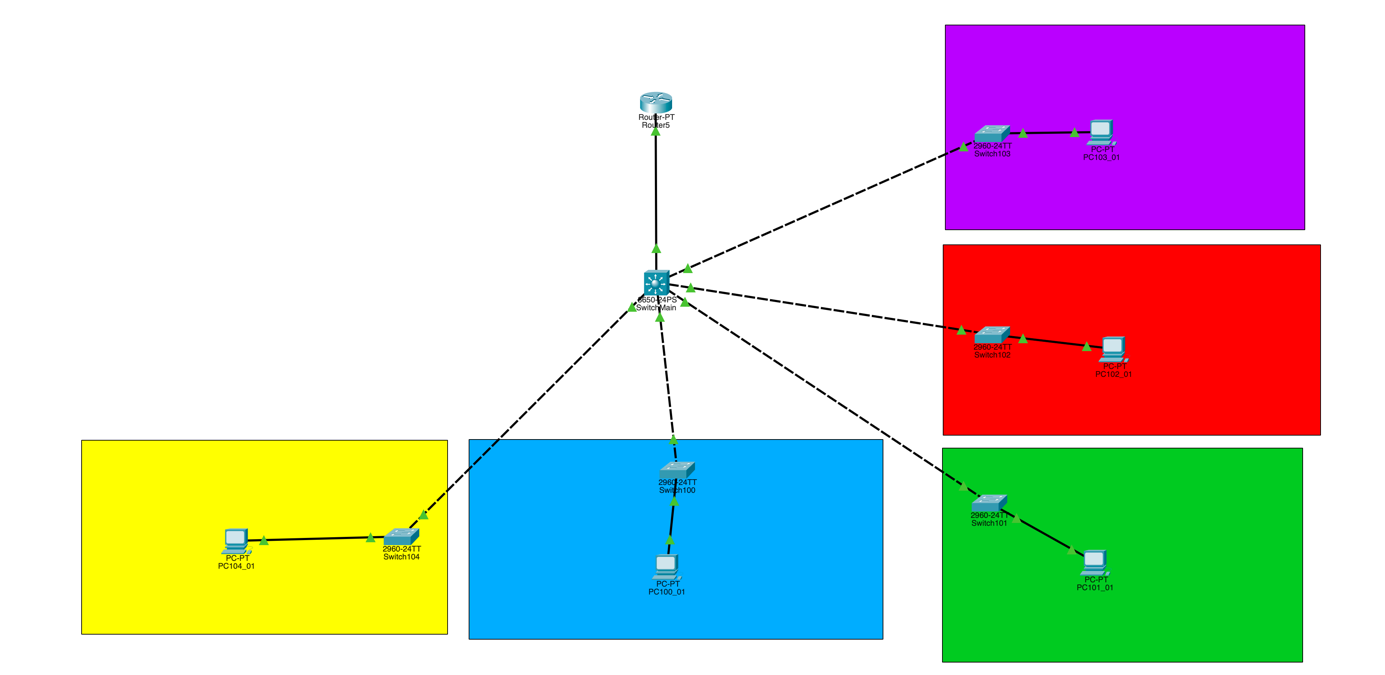 Router-PT
Router5
2960-24TT
Switch103
PC-PT
PC103_01
3650-24PS
SwitchMain
2960-24TT
Switch102
PC-PT
PC102_01
2960-24TT
Switch100
2960-24TT
Switch101
2960-24TT
Switch104
PC-PT
PC104_01
PC-PT
PC100_01
PC-PT
PC101_01